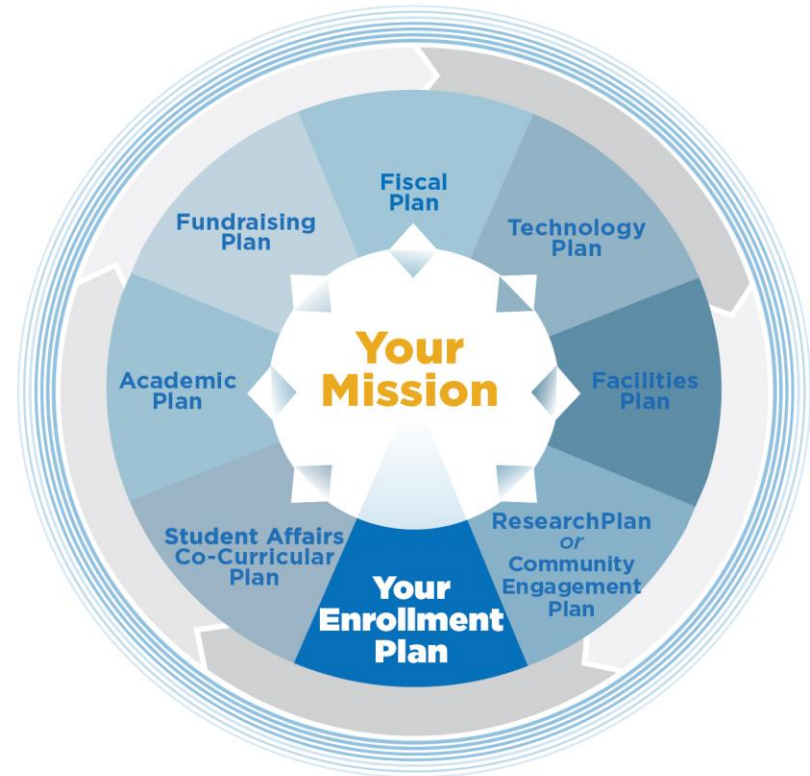 Fiscal
Plan
Technology
Plan
Facilities
Plan
ResearchPlan
or
Community
Engagement
Plan
Your
Enrollment
Plan
Student Affairs
Co-Curricular
Plan
Academic
Plan
Fundraising
Plan
Your
Mission